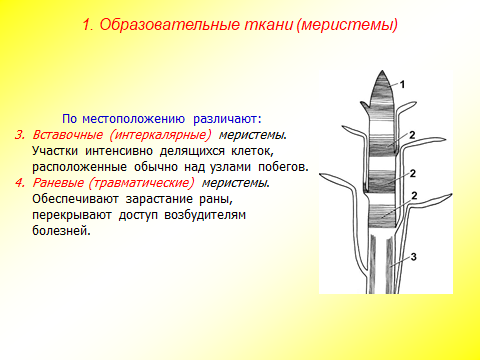 1. Образовательные ткани (меристемы)
По местоположению различают:
3. Вставочные (интеркалярные) меристемы.
Участки интенсивно делящихся клеток,
расположенные обычно над узлами побегов.
4. Раневые (травматические) меристемы.
Обеспечивают зарастание раны,
перекрывают доступ возбудителям
болезней.
1
2
2
2
3